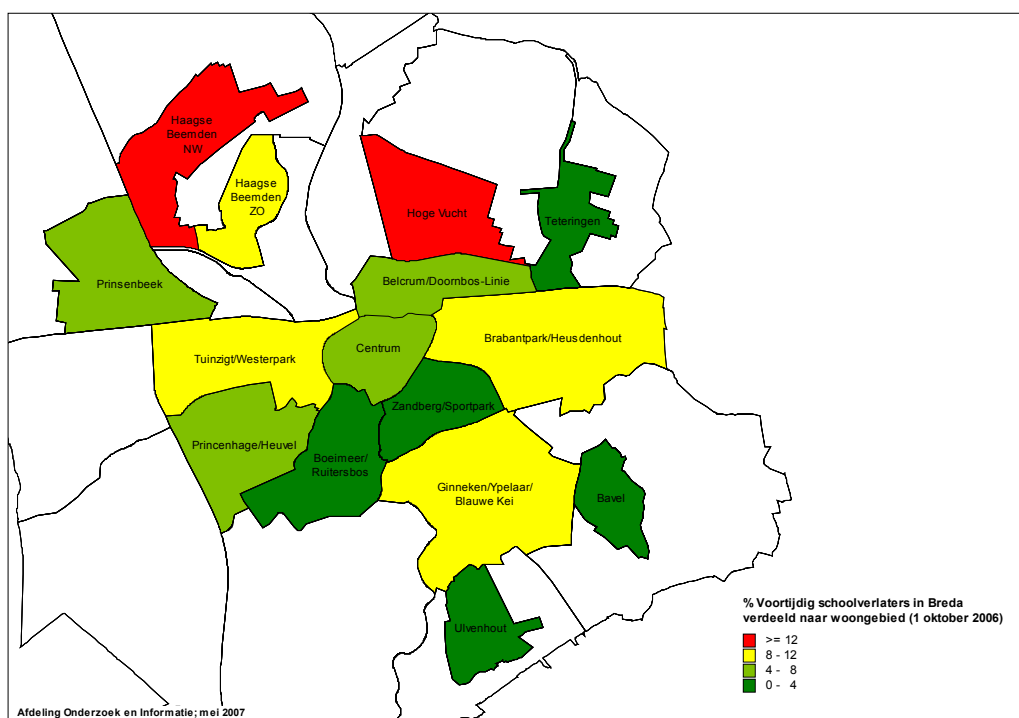 Haagse
Beemden
NW
Haagse
Beemden
ZO
Hoge Vucht
Teteringen
Prinsenbeek
Belcrum/Doornbos-Linie
Tuinzigt/Westerpark
Centrum
Brabantpark/Heusdenhout
Zandberg/Sportpark
Princenhage/Heuvel
Boeimeer/
Ruitersbos
Ginneken/Ypelaar/
Blauwe Kei
Bavel
Ulvenhout
% Voortijdig schoolverlaters in Breda
verdeeld naar woongebied (1 oktober 2006)
>= 12
8 - 12
4 - 8
0 - 4
Afdeling Onderzoek en Informatie; mei 2007